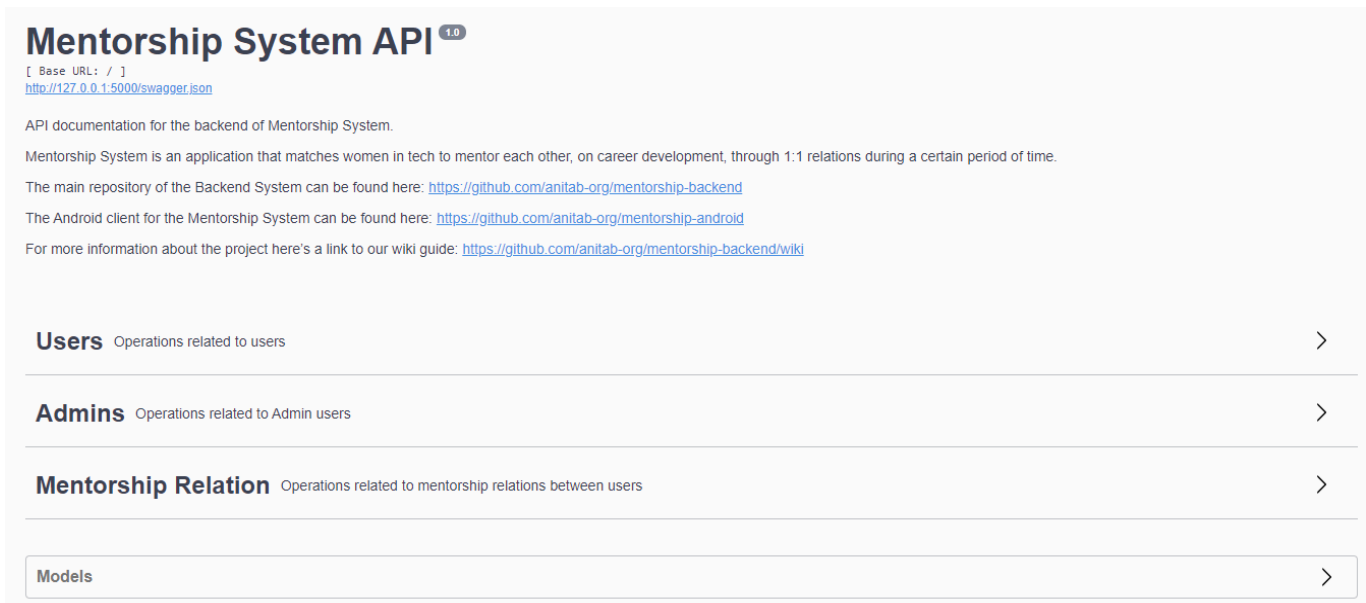 Mentorship System API 1.0
[ Base URL: / ]
http://127.0.0.1:5000/swagger.json
API documentation for the backend of Mentorship System.
Mentorship System is an application that matches women in tech to mentor each other, on career development, through 1:1 relations during a certain period of time.
The main repository of the Backend System can be found here: https://github.com/anitab-org/mentorship-backend
The Android client for the Mentorship System can be found here: https://github.com/anitab-org/mentorship-android
For more information about the project here's a link to our wiki guide: https://github.com/anitab-org/mentorship-backend/wiki
Users Operations related to users
Admins Operations related to Admin users
Mentorship Relation Operations related to mentorship relations between users
Models